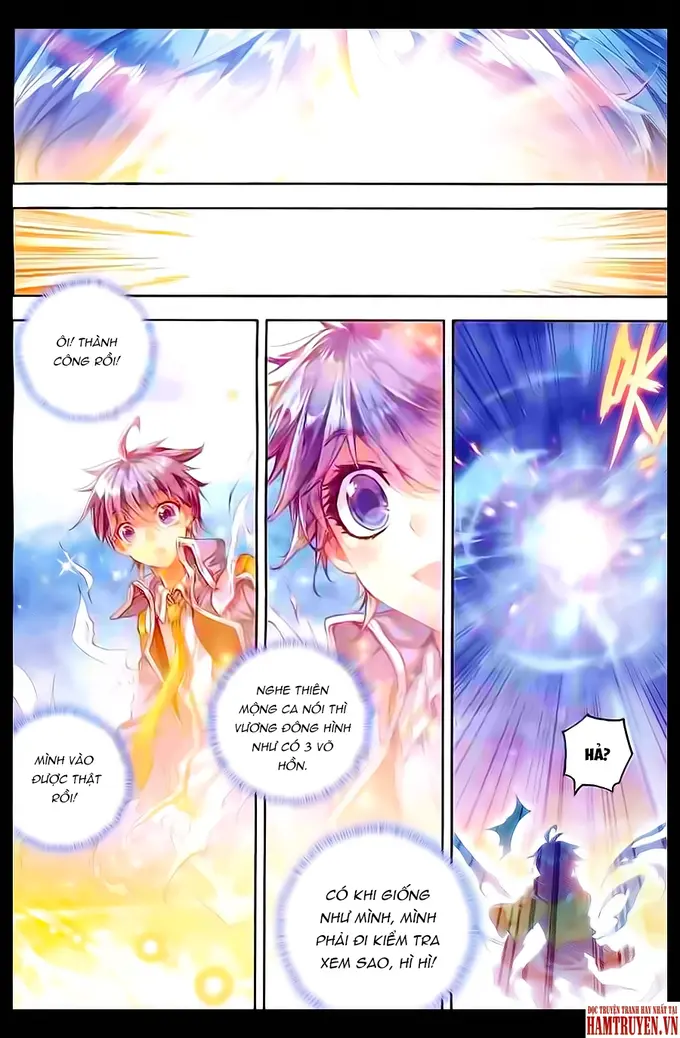 ÔI! THÀNH
CÔNG RỒI!
MÌNH VÀO
ĐƯỢC THẬT
RỒI!
NGHE THIÊN
MỘNG CA NÓI THÌ
VƯƠNG ĐÔNG HÌNH
NHƯ CÓ 3 VÕ
HỒN.
CÓ KHI GIỐNG
NHƯ MÌNH, MÌNH
PHẢI ĐI KIỂM TRA
XEM SAO, HÌ HÌ!
HẢ?
ĐỌC TRUYỆN TRANH HAY NHẤT TẠI
HAMTRUYEN.VN